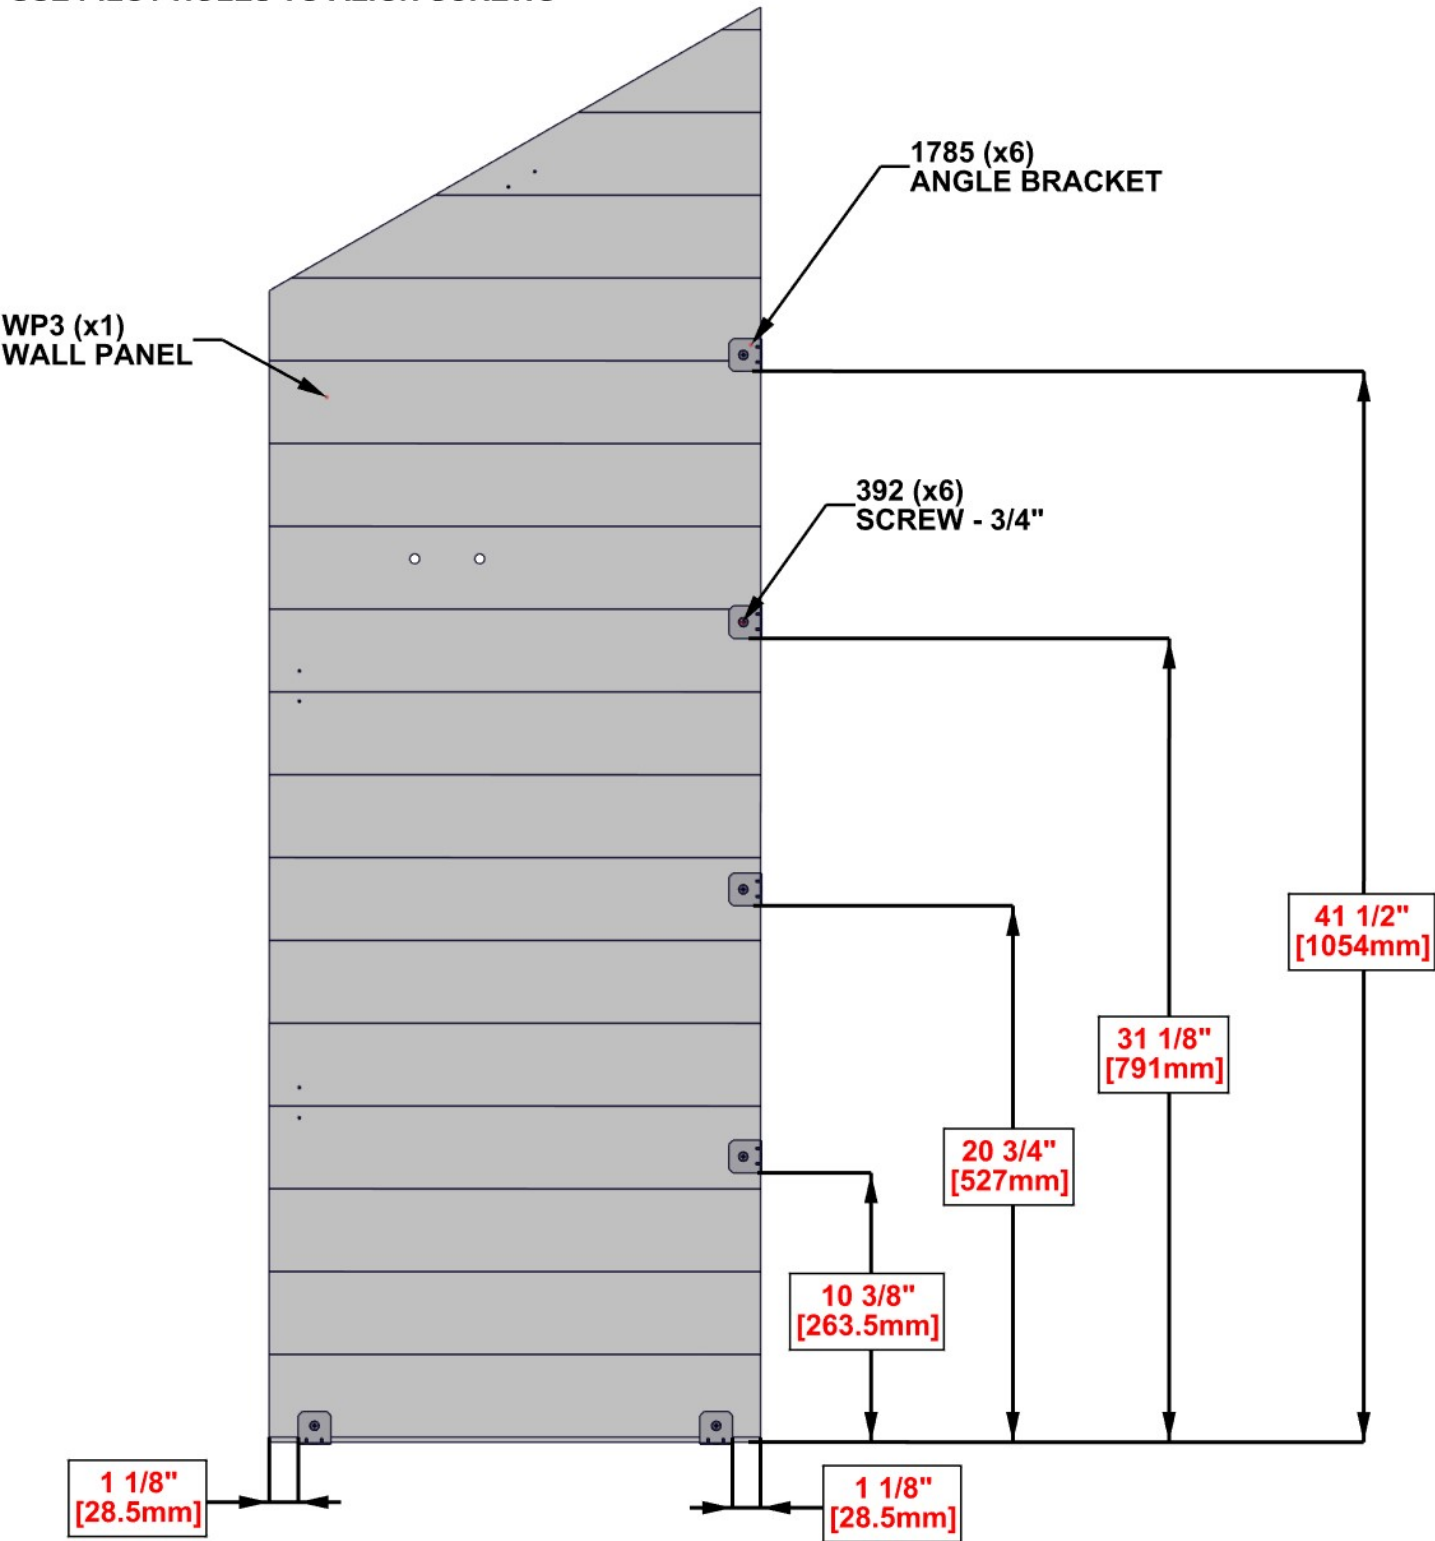 1785 (x6)
ANGLE BRACKET
WP3 (x1)
WALL PANEL
392 (x6)
SCREW - 3/4"
41 1/2"
[1054mm]
31 1/8"
[791mm]
20 3/4"
[527mm]
10 3/8"
[263.5mm]
1 1/8"
[28.5mm]
1 1/8"
[28.5mm]